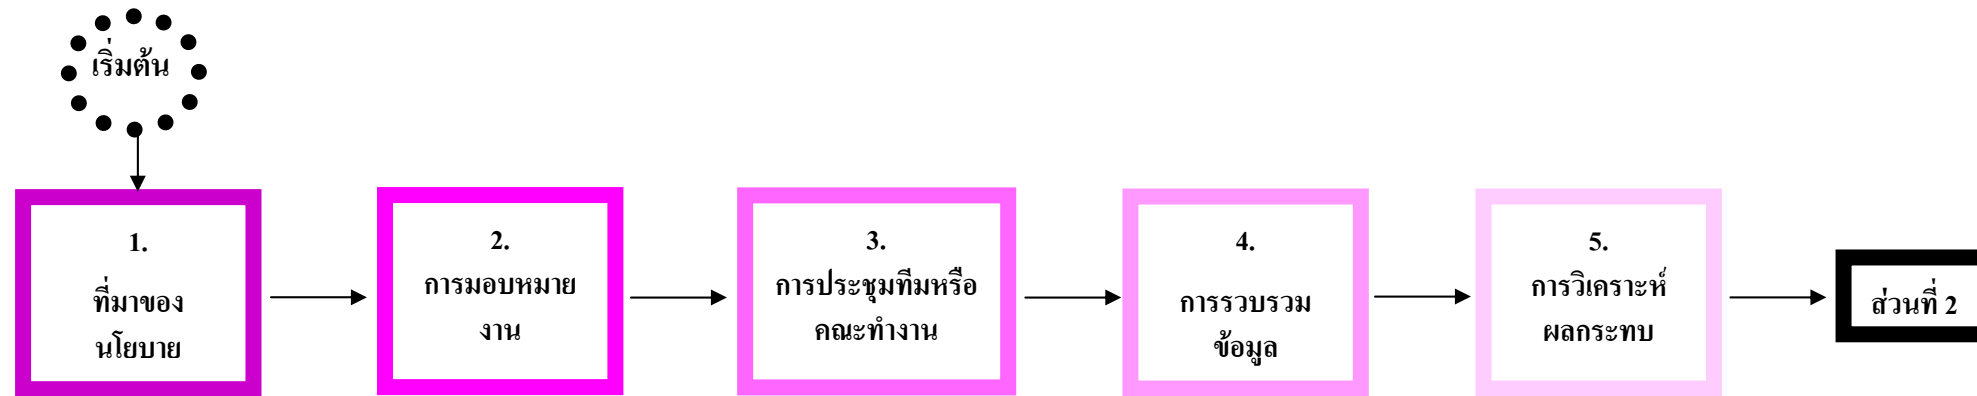 เริ่มต้น
1.
ที่มาของ
นโยบาย
2.
การมอบหมาย
งาน
3.
การประชุมทีมหรือ
คณะทำงาน
4.
การรวบรวม
ข้อมูล
5.
การวิเคราะห์
ผลกระทบ
ส่วนที่ 2